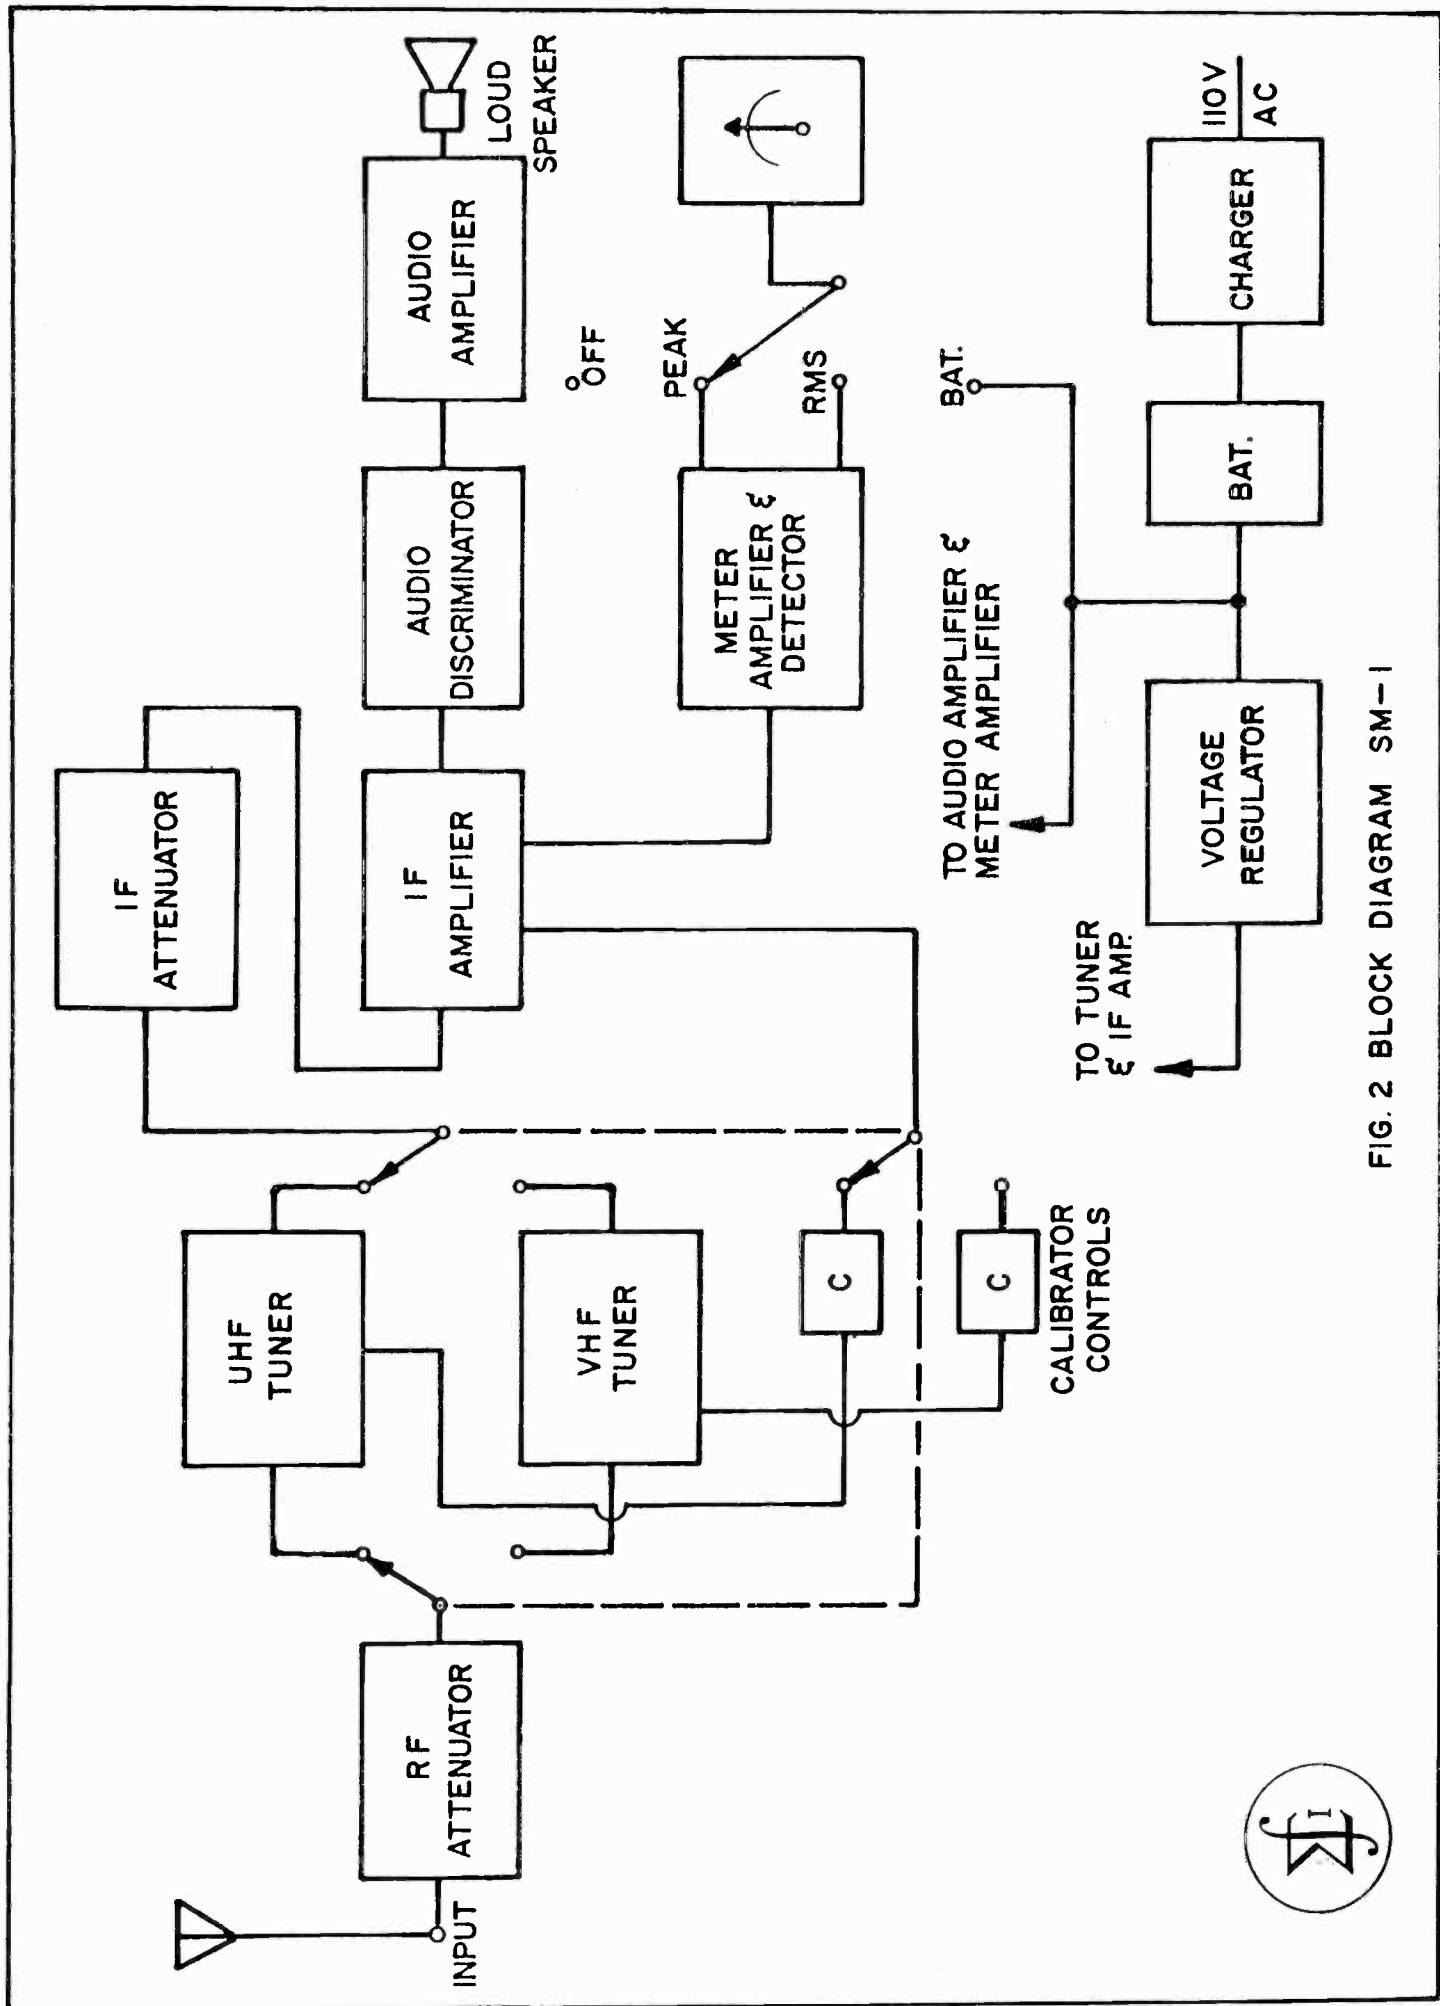 INPUT
RF
ATTENUATOR
UHF
TUNER
VHF
TUNER
C
C
CALIBRATOR
CONTROLS
IF
ATTENUATOR
IF
AMPLIFIER
AUDIO
DISCRIMINATOR
AUDIO
AMPLIFIER
LOUD
SPEAKER
METER
AMPLIFIER &
DETECTOR
OFF
PEAK
RMS
BAT.
TO AUDIO AMPLIFIER &
METER AMPLIFIER
TO TUNER
& IF AMP.
VOLTAGE
REGULATOR
BAT.
CHARGER
110V
AC
FIG. 2 BLOCK DIAGRAM SM-1